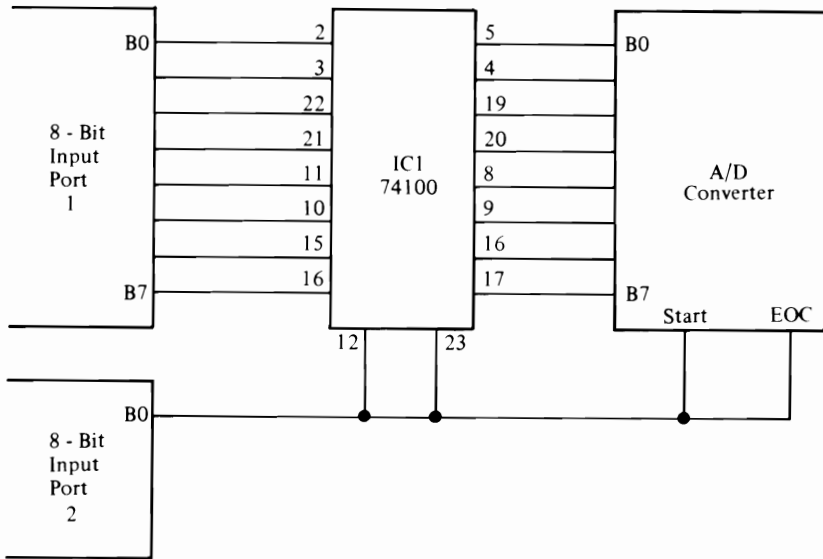 B0
2
5
B0
3
4
22
19
8 - Bit
Input
Port
1
21
20
IC1
74100
A/D
Converter
11
8
10
9
15
16
B7
16
17
B7
Start
EOC
12
23
B0
8 - Bit
Input
Port
2